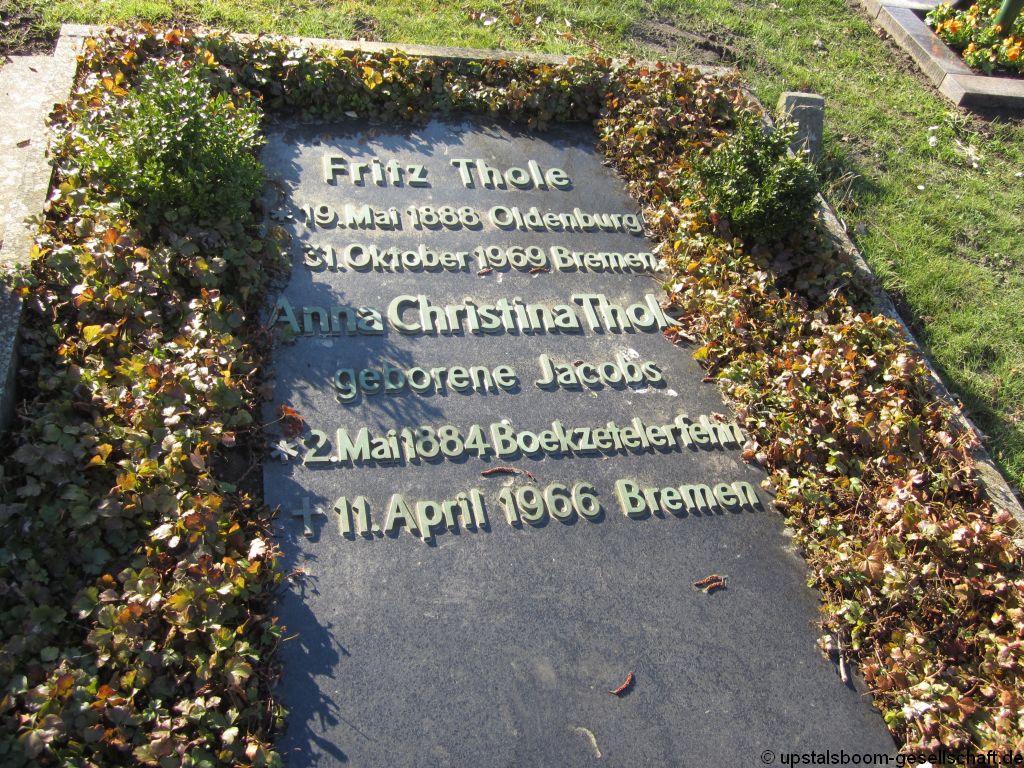 Fritz Thole
* 19. Mai 1888 Oldenburg
31. Oktober 1969 Bremen
Anna Christina Thole
geborene Jacobs
* 2. Mai 1884 Boekzetelerfehn
+ 11. April 1966 Bremen
© upstalsboom-gesellschaft.de